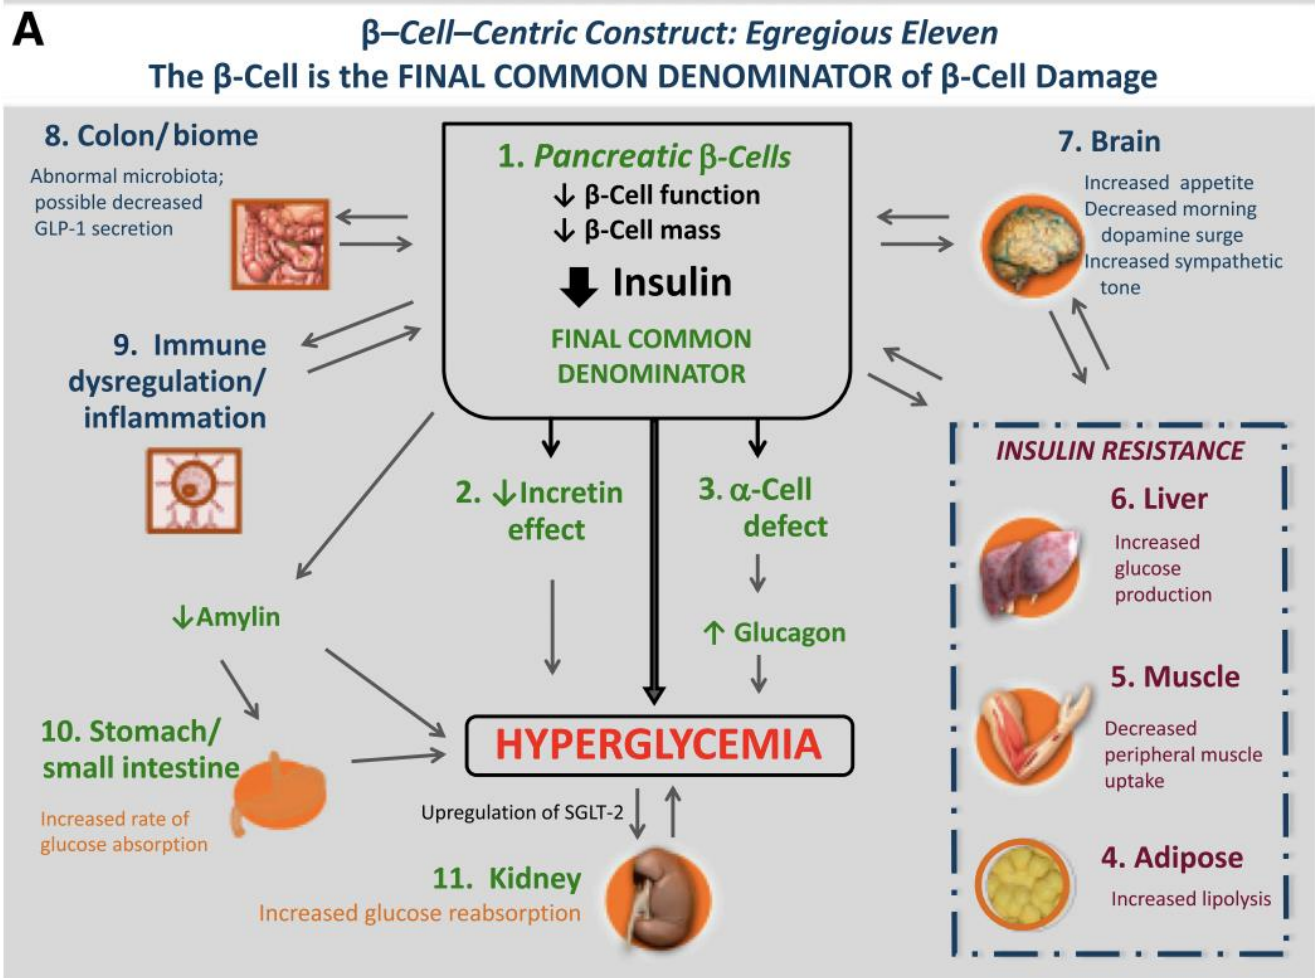 A
β–Cell–Centric Construct: Egregious Eleven
The β-Cell is the FINAL COMMON DENOMINATOR of β-Cell Damage
8. Colon/biome
Abnormal microbiota;
possible decreased
GLP-1 secretion
1. Pancreatic β-Cells
↓ β-Cell function
↓ β-Cell mass
Insulin
FINAL COMMON
DENOMINATOR
7. Brain
Increased appetite
Decreased morning
dopamine surge
Increased sympathetic
tone
9. Immune
dysregulation/
inflammation
2. ↓Incretin
effect
3. α-Cell
defect
↑ Glucagon
↓Amylin
INSULIN RESISTANCE
6. Liver
Increased
glucose
production
5. Muscle
Decreased
peripheral muscle
uptake
4. Adipose
Increased lipolysis
10. Stomach/
small intestine
Increased rate of
glucose absorption
HYPERGLYCEMIA
Upregulation of SGLT-2
11. Kidney
Increased glucose reabsorption